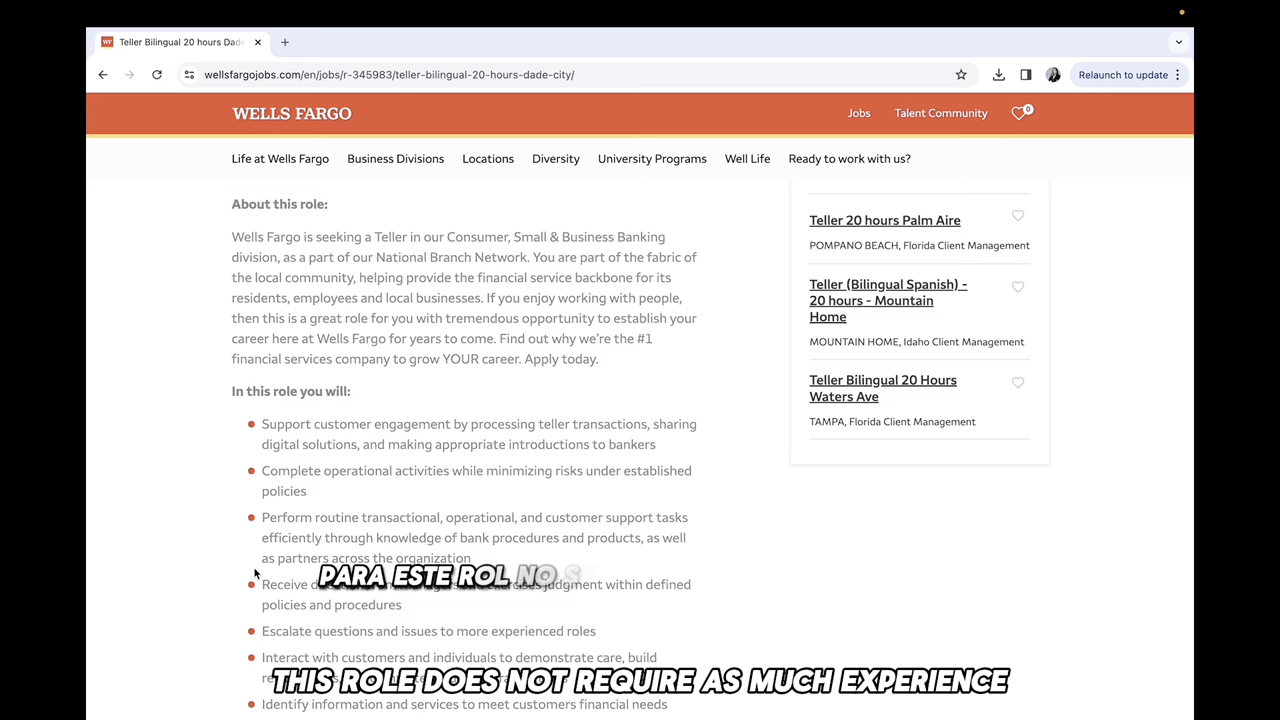 Teller Bilingual 20 hours Dade
wellsfargojobs.com/en/jobs/r-345983/teller-bilingual-20-hours-dade-city/
Relaunch to update
WELLS FARGO
Jobs
Talent Community
0
Life at Wells Fargo
Business Divisions
Locations
Diversity
University Programs
Well Life
Ready to work with us?
About this role:
Wells Fargo is seeking a Teller in our Consumer, Small & Business Banking
division, as a part of our National Branch Network. You are part of the fabric of
the local community, helping provide the financial service backbone for its
residents, employees and local businesses. If you enjoy working with people,
then this is a great role for you with tremendous opportunity to establish your
career here at Wells Fargo for years to come. Find out why we're the #1
financial services company to grow YOUR career. Apply today.
In this role you will:
Support customer engagement by processing teller transactions, sharing
digital solutions, and making appropriate introductions to bankers
Complete operational activities while minimizing risks under established
policies
Perform routine transactional, operational, and customer support tasks
efficiently through knowledge of bank procedures and products, as well
as partners across the organization
PARA ESTE ROL NO
Receive judgment within defined
policies and procedures
Escalate questions and issues to more experienced roles
Interact with customers and individuals to demonstrate care, build
THIS ROLE DOES NOT REQUIRE AS MUCH EXPERIENCE
Identify information and services to meet customers financial needs
Teller 20 hours Palm Aire
POMPANO BEACH, Florida Client Management
Teller (Bilingual Spanish) -
20 hours - Mountain
Home
MOUNTAIN HOME, Idaho Client Management
Teller Bilingual 20 Hours
Waters Ave
TAMPA, Florida Client Management